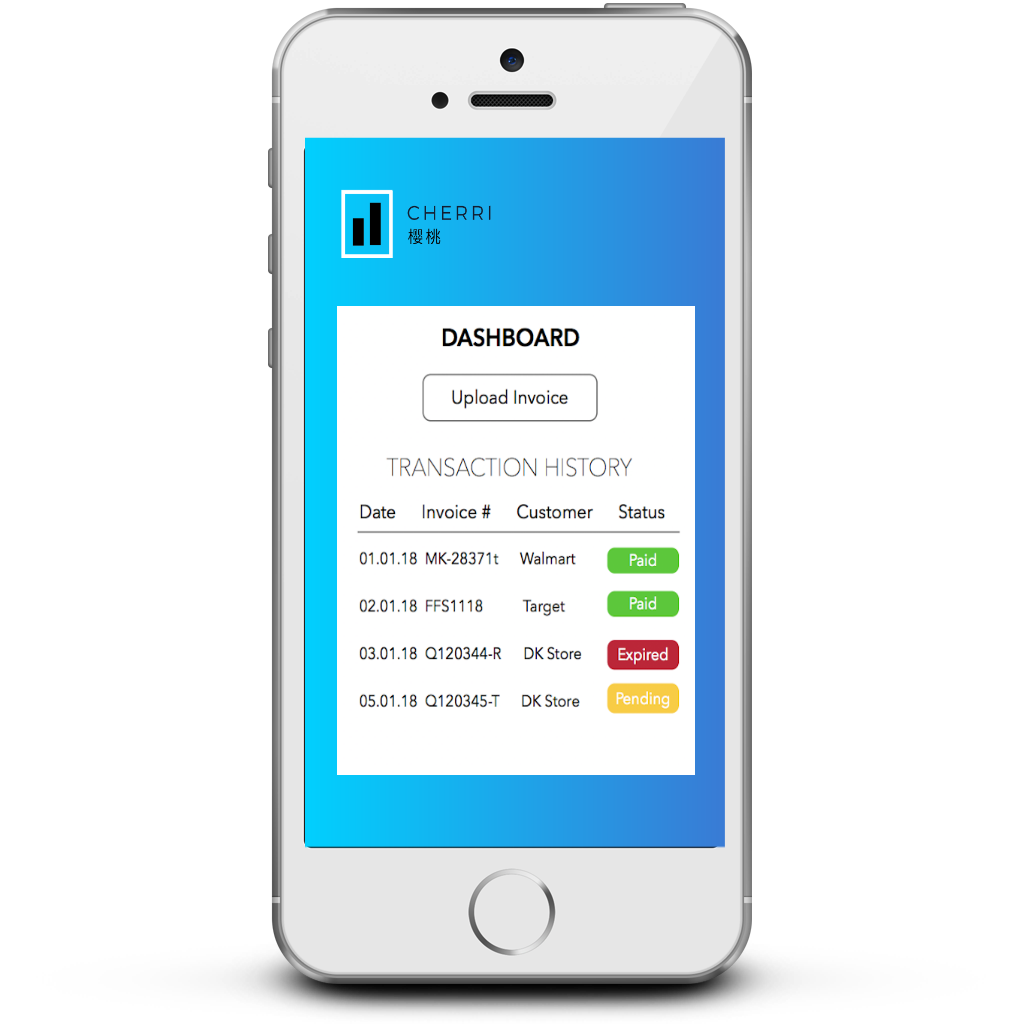 CHERRI
樱桃
DASHBOARD
Upload Invoice
TRANSACTION HISTORY
Date Invoice # Customer Status
01.01.18 MK-28371t Walmart Paid
02.01.18 FFS1118 Target Paid
03.01.18 Q120344-R DK Store Expired
05.01.18 Q120345-T DK Store Pending